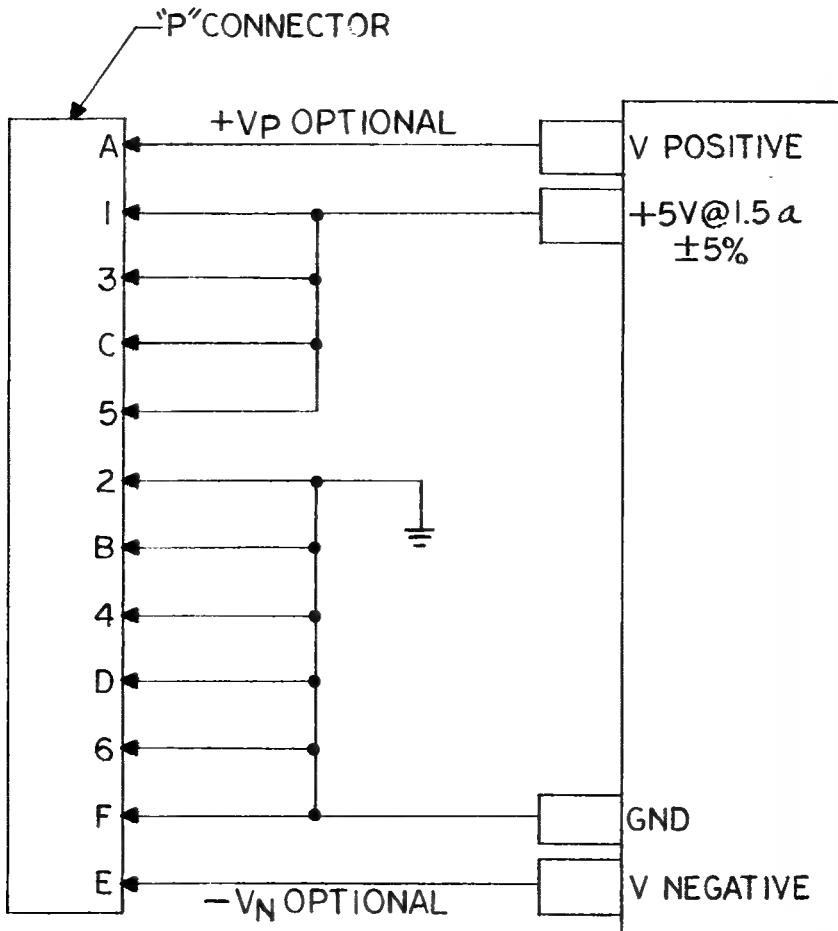 "P" CONNECTOR
+VP OPTIONAL
A
V POSITIVE
1
+5V@1.5 a
±5%
3
C
5
2
B
4
D
6
F
GND
E
-VN OPTIONAL
V NEGATIVE